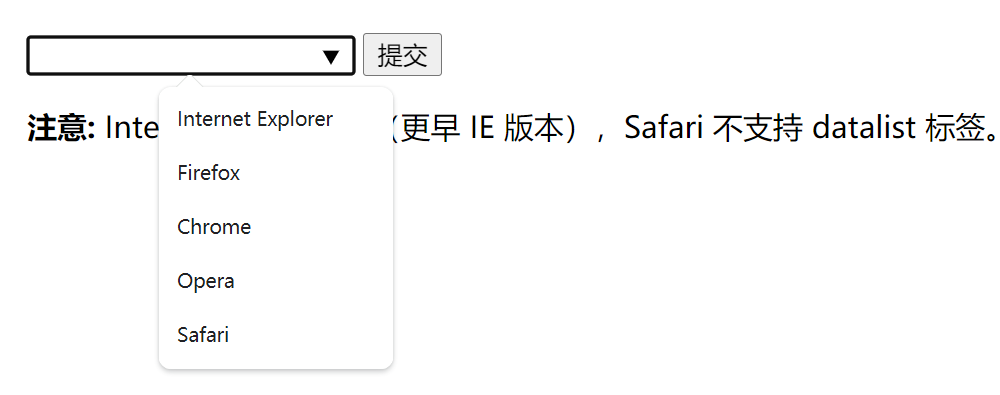 提交
注意: Inte （更早 IE 版本），Safari 不支持 datalist 标签。
Internet Explorer
Firefox
Chrome
Opera
Safari